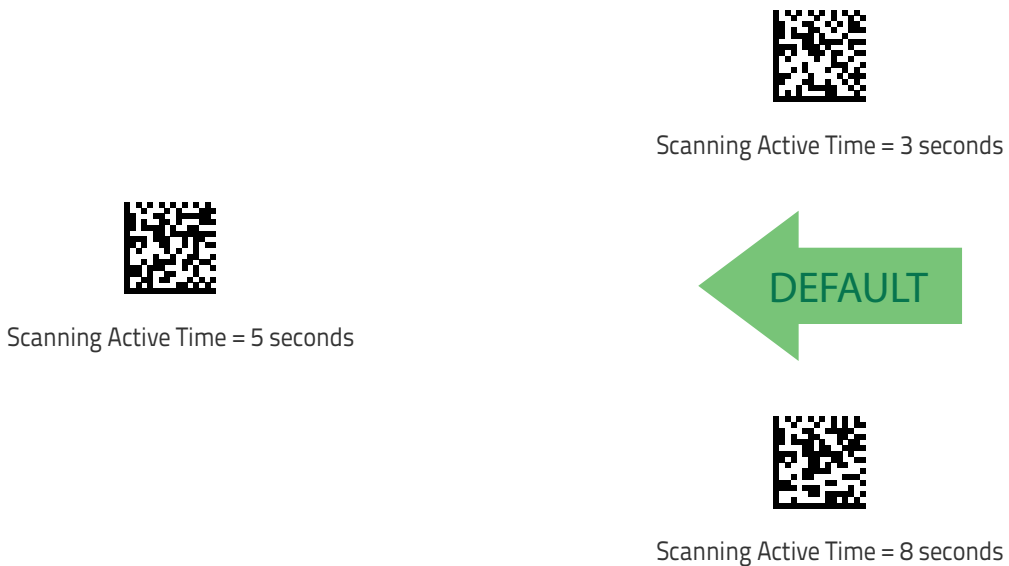 Scanning Active Time = 3 seconds
Scanning Active Time = 5 seconds
DEFAULT
Scanning Active Time = 8 seconds